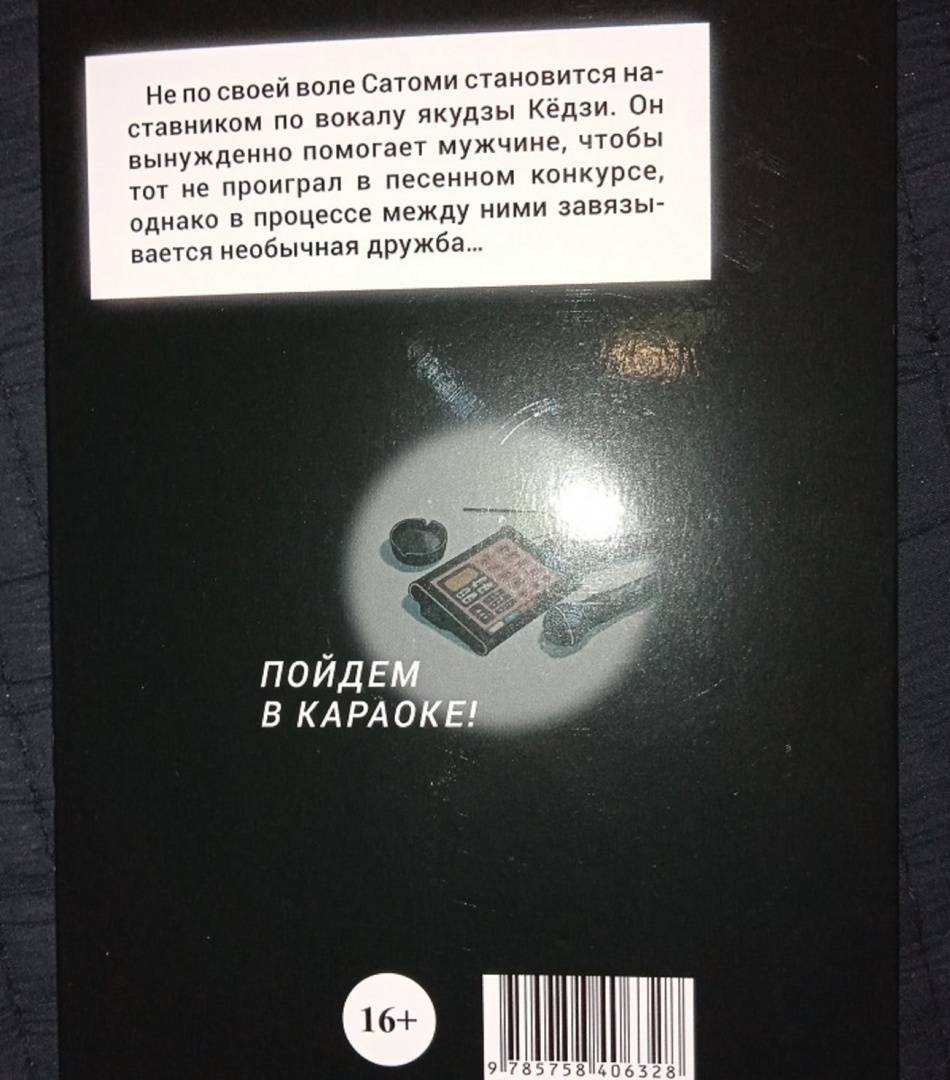 Не по своей воле Сатоми становится на-
ставником по вокалу якудзы Кёдзи. Он
вынужденно помогает мужчине, чтобы
тот не проиграл в песенном конкурсе,
однако в процессе между ними завязы-
вается необычная дружба...
ПОЙДЕМ
В КАРАОКЕ!
16+
9 785758 406328